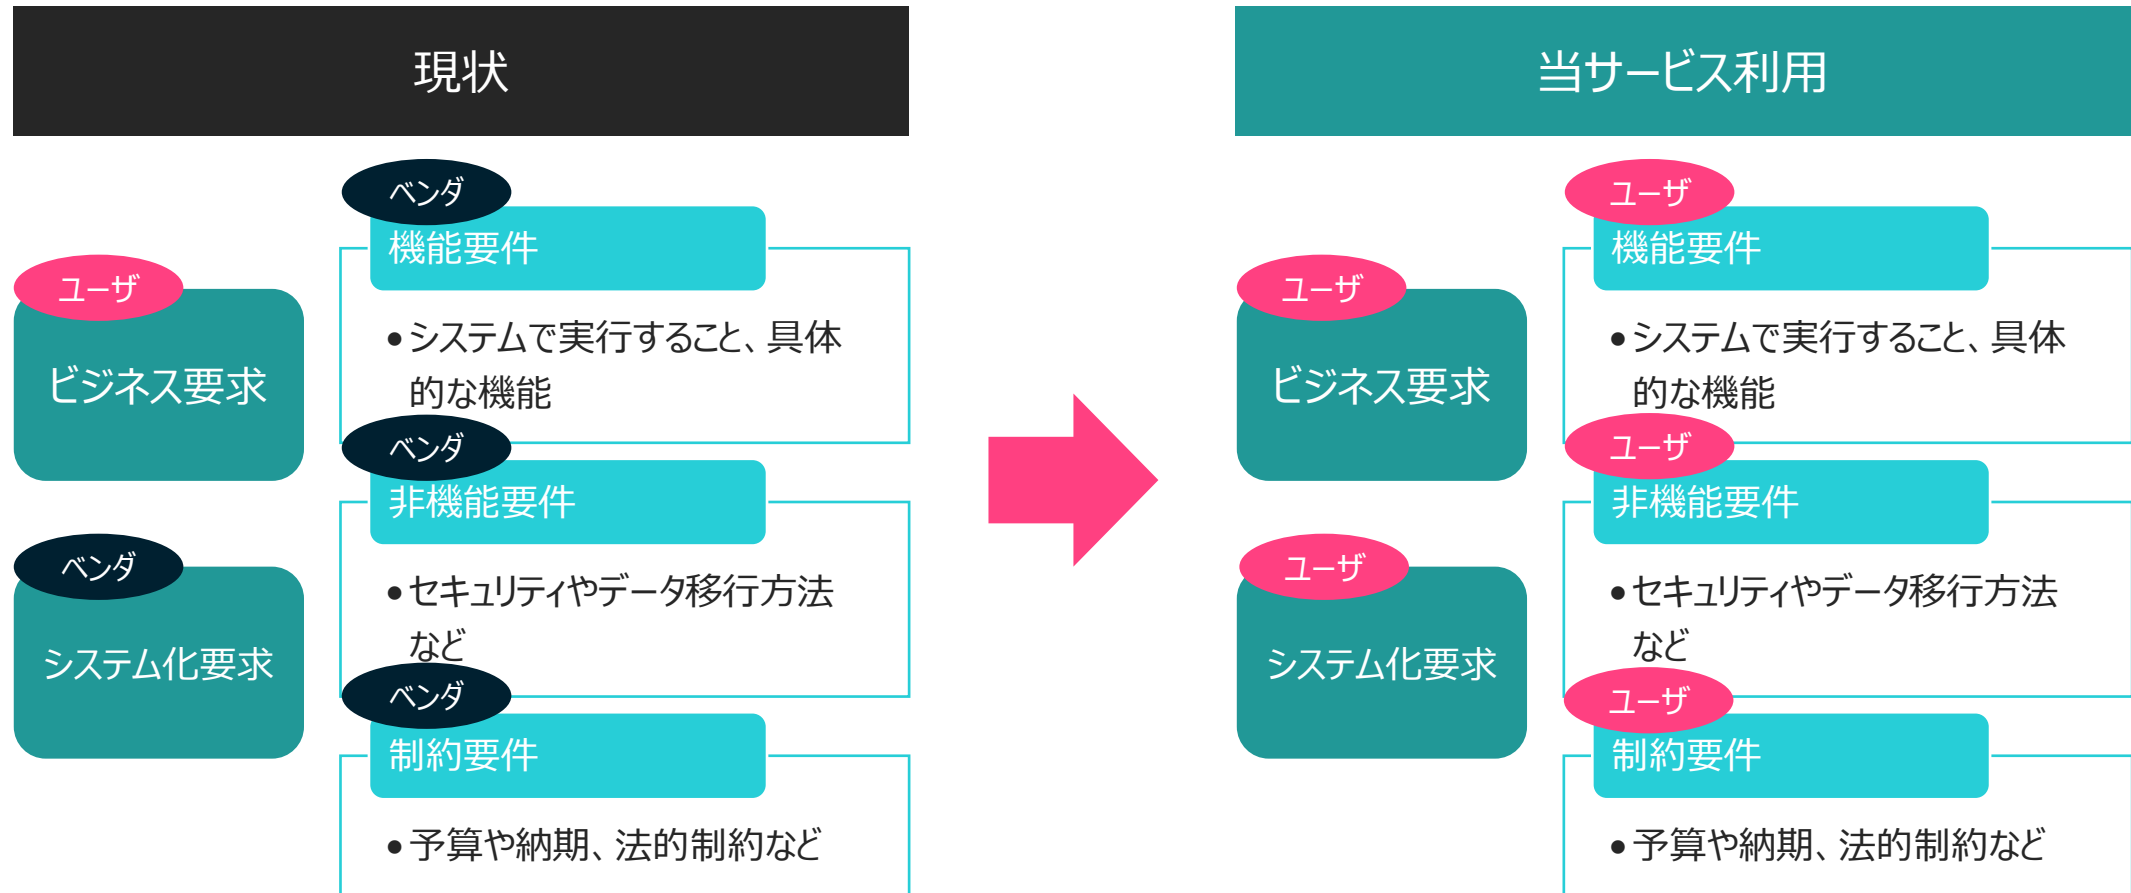 現状
ユーザ
ビジネス要求
ベンダ
システム化要求
ベンダ
機能要件
•システムで実行すること、具体
的な機能
ベンダ
非機能要件
•セキュリティやデータ移行方法
など
ベンダ
制約要件
•予算や納期、法的制約など
当サービス利用
ユーザ
ビジネス要求
ユーザ
システム化要求
ユーザ
機能要件
•システムで実行すること、具体
的な機能
ユーザ
非機能要件
•セキュリティやデータ移行方法
など
ユーザ
制約要件
•予算や納期、法的制約など